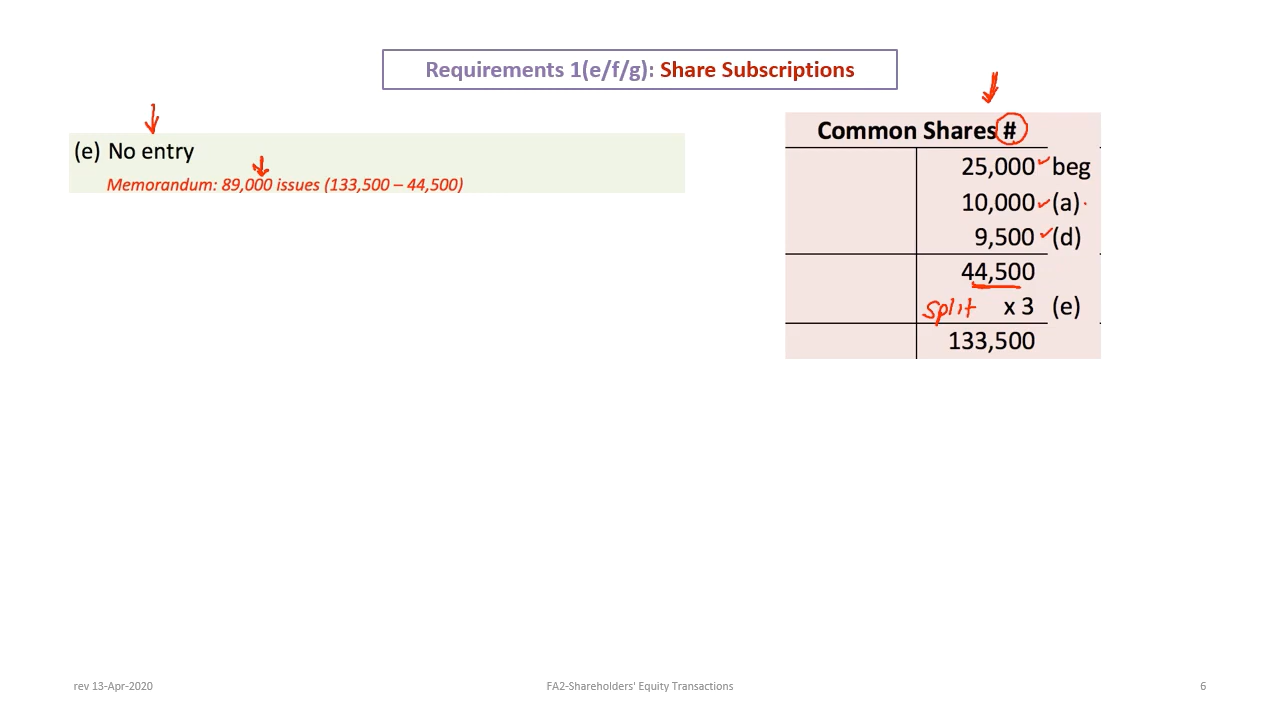 Requirements 1(e/f/g): Share Subscriptions
(e) No entry
Memorandum: 89,000 issues (133,500 – 44,500)
Common Shares #
25,000 beg
10,000 (a)
9,500 (d)
44,500
Split x 3 (e)
133,500
rev 13-Apr-2020 FA2-Shareholders' Equity Transactions 6